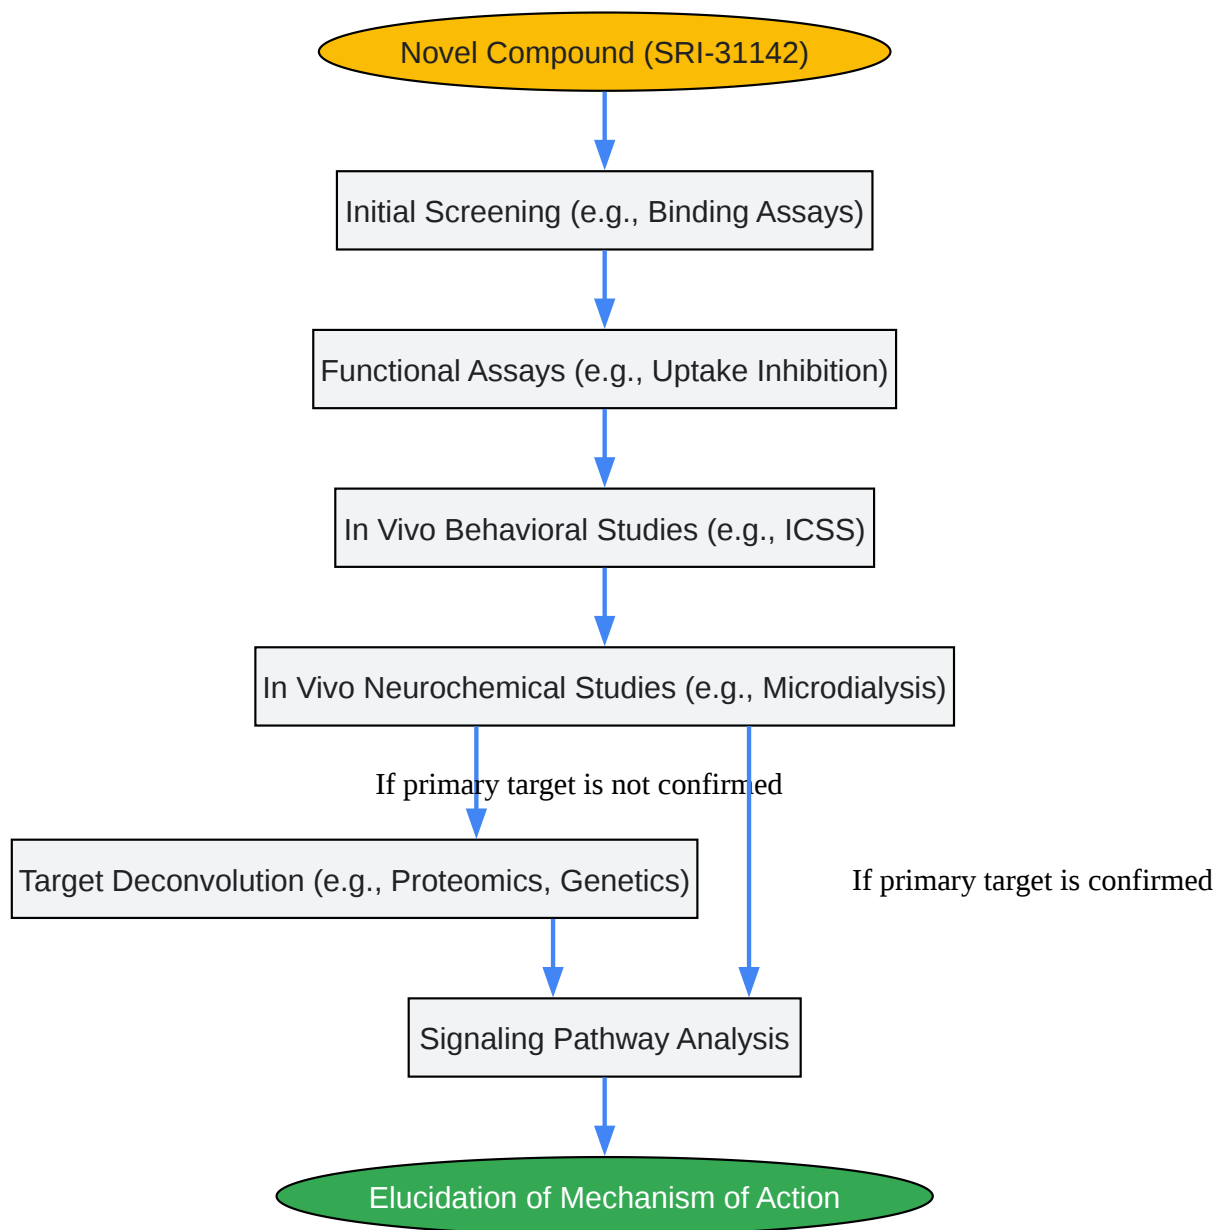 Novel Compound (SRI-31142)
Initial Screening (e.g., Binding Assays)
Functional Assays (e.g., Uptake Inhibition)
In Vivo Behavioral Studies (e.g., ICSS)
In Vivo Neurochemical Studies (e.g., Microdialysis)
If primary target is not confirmed
Target Deconvolution (e.g., Proteomics, Genetics)
If primary target is confirmed
Signaling Pathway Analysis
Elucidation of Mechanism of Action